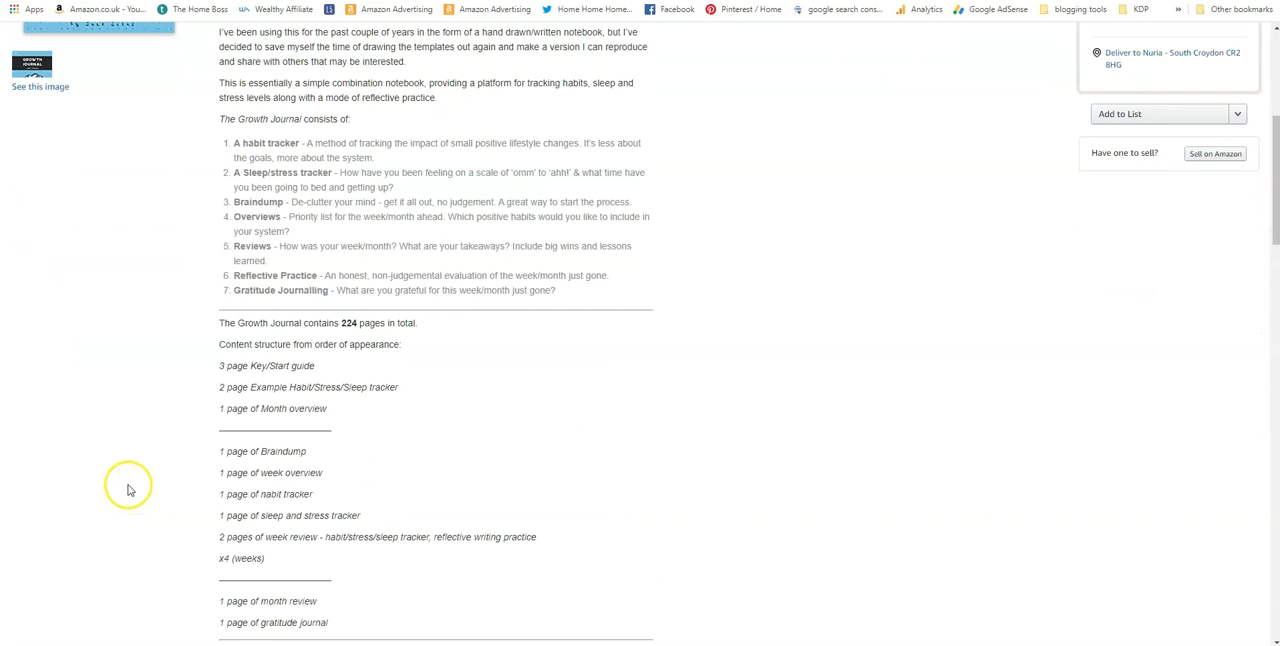 Apps
Amazon.co.uk - You...
The Home Boss
Wealthy Affiliate
Amazon Advertising
Amazon Advertising
Home Home Home...
Facebook
Pinterest / Home
google search cons...
Analytics
Google AdSense
blogging tools
KDP
»
Other bookmarks
I've been using this for the past couple of years in the form of a hand drawn/written notebook, but I've
decided to save myself the time of drawing the templates out again and make a version I can reproduce
and share with others that may be interested.
This is essentially a simple combination notebook, providing a platform for tracking habits, sleep and
stress levels along with a mode of reflective practice.
The Growth Journal consists of:
1. A habit tracker - A method of tracking the impact of small positive lifestyle changes. It's less about
the goals, more about the system.
2. A Sleep/stress tracker - How have you been feeling on a scale of 'omm' to 'ahh!' & what time have
you been going to bed and getting up?
3. Braindump - De-clutter your mind - get it all out, no judgement. A great way to start the process.
4. Overviews - Priority list for the week/month ahead. Which positive habits would you like to include in
your system?
5. Reviews - How was your week/month? What are your takeaways? Include big wins and lessons
learned.
6. Reflective Practice - An honest, non-judgemental evaluation of the week/month just gone.
7. Gratitude Journalling - What are you grateful for this week/month just gone?
The Growth Journal contains 224 pages in total.
Content structure from order of appearance:
3 page Key/Start guide
2 page Example Habit/Stress/Sleep tracker
1 page of Month overview
1 page of Braindump
1 page of week overview
1 page of habit tracker
1 page of sleep and stress tracker
2 pages of week review - habit/stress/sleep tracker, reflective writing practice
x4 (weeks)
1 page of month review
1 page of gratitude journal
GROWTH
JOURNAL
See this image
Deliver to Nuria - South Croydon CR2
8HG
Add to List
Have one to sell?
Sell on Amazon